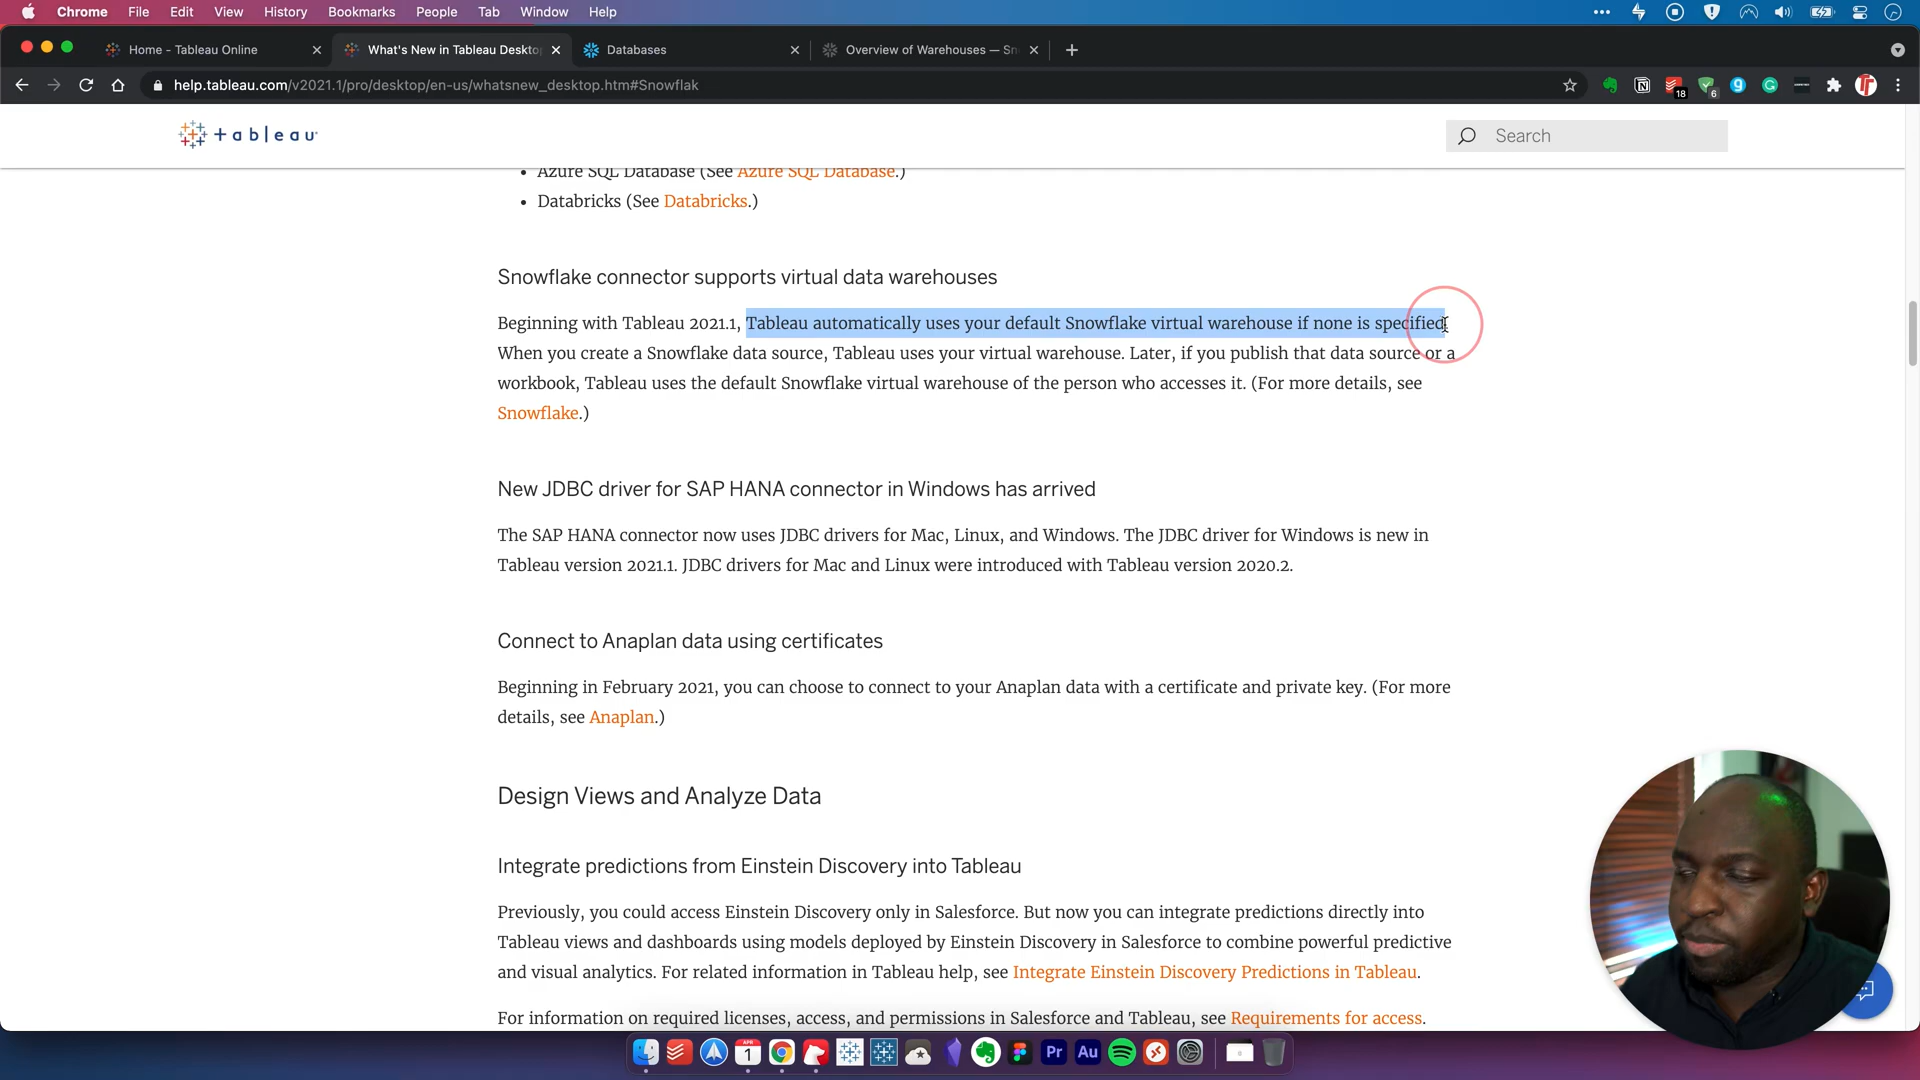 Chrome File Edit View History Bookmarks People Tab Window Help
Home - Tableau Online
What's New in Tableau Deskto
Databases
Overview of Warehouses — Sn
help.tableau.com/v2021.1/pro/desktop/en-us/whatsnew_desktop.htm#Snowflak
18
6
+ableau
Search
• Azure SQL Database (See Azure SQL Database.)
• Databricks (See Databricks.)
Snowflake connector supports virtual data warehouses
Beginning with Tableau 2021.1, Tableau automatically uses your default Snowflake virtual warehouse if none is specified.
When you create a Snowflake data source, Tableau uses your virtual warehouse. Later, if you publish that data source or a
workbook, Tableau uses the default Snowflake virtual warehouse of the person who accesses it. (For more details, see
Snowflake.)
New JDBC driver for SAP HANA connector in Windows has arrived
The SAP HANA connector now uses JDBC drivers for Mac, Linux, and Windows. The JDBC driver for Windows is new in
Tableau version 2021.1. JDBC drivers for Mac and Linux were introduced with Tableau version 2020.2.
Connect to Anaplan data using certificates
Beginning in February 2021, you can choose to connect to your Anaplan data with a certificate and private key. (For more
details, see Anaplan.)
Design Views and Analyze Data
Integrate predictions from Einstein Discovery into Tableau
Previously, you could access Einstein Discovery only in Salesforce. But now you can integrate predictions directly into
Tableau views and dashboards using models deployed by Einstein Discovery in Salesforce to combine powerful predictive
and visual analytics. For related information in Tableau help, see Integrate Einstein Discovery Predictions in Tableau.
For information on required licenses, access, and permissions in Salesforce and Tableau, see Requirements for access.
APR
1
Pr
Au